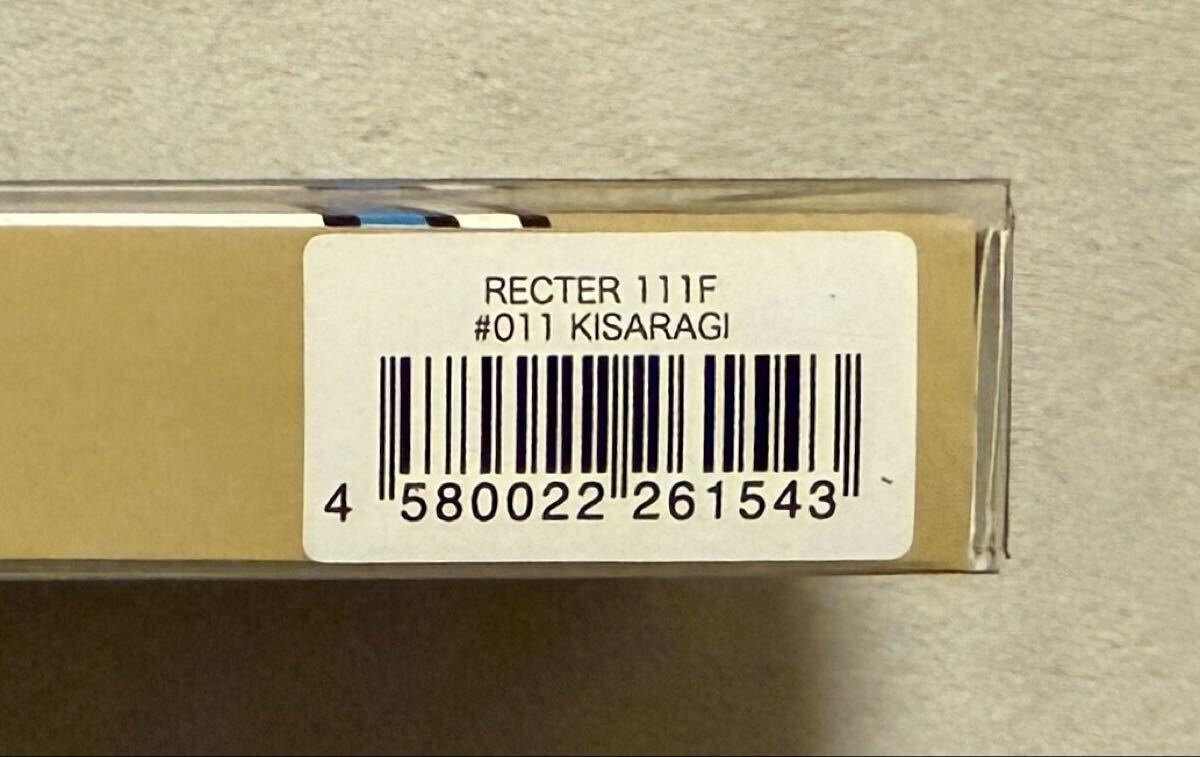 RECTER 111F
#011 KISARAGI
4 580022 261543